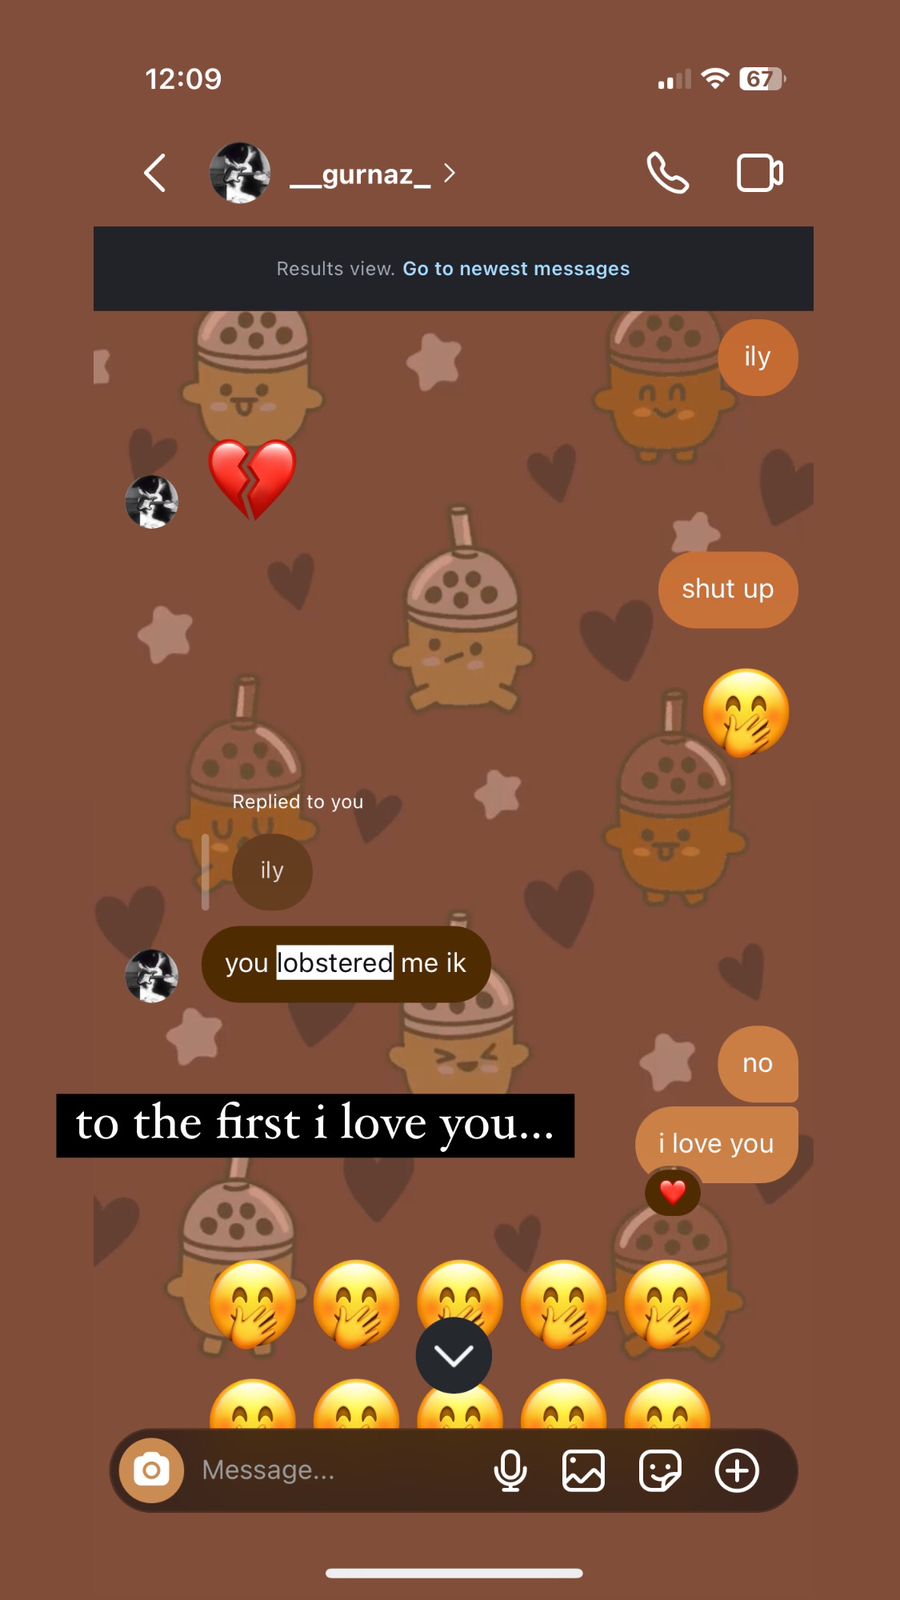 12:09
67
__gurnaz_
Results view. Go to newest messages
ily
shut up
Replied to you
ily
you lobstered me ik
no
to the first i love you...
i love you
Message...